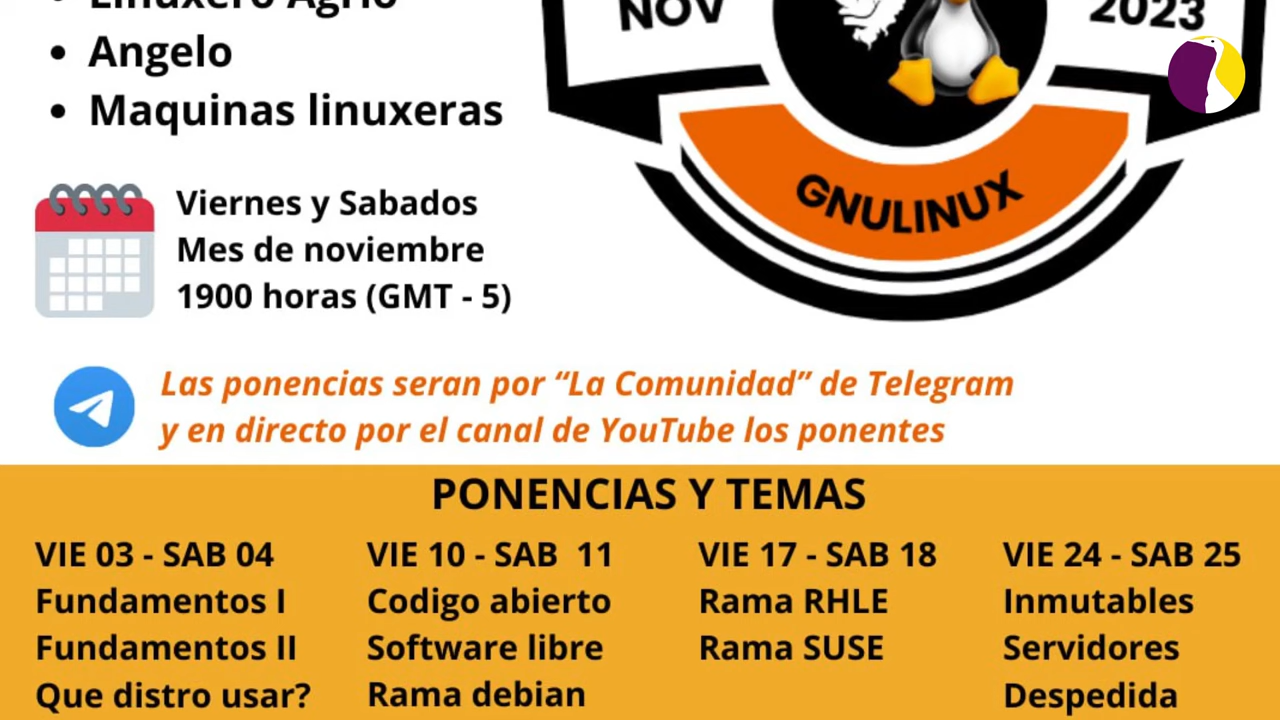 Linuxero Agrio
• Angelo
• Maquinas linuxeras
NOV
2023
GNULINUX
Viernes y Sabados
Mes de noviembre
1900 horas (GMT - 5)
Las ponencias seran por “La Comunidad” de Telegram
y en directo por el canal de YouTube los ponentes
PONENCIAS Y TEMAS
VIE 03 - SAB 04
Fundamentos I
Fundamentos II
Que distro usar?
VIE 10 - SAB 11
Codigo abierto
Software libre
Rama debian
VIE 17 - SAB 18
Rama RHLE
Rama SUSE
VIE 24 - SAB 25
Inmutables
Servidores
Despedida